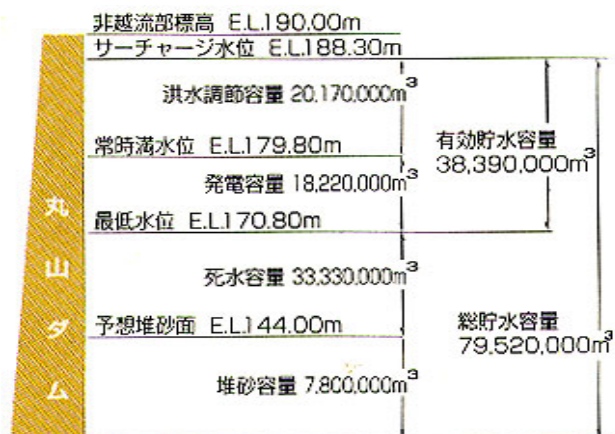 非越流部標高 E.L.190.00m
サーチャージ水位 E.L.188.30m
洪水調節容量 20,170,000m³
常時満水位 E.L.179.80m
有効貯水容量
38,390,000m³
発電容量 18,220,000m³
最低水位 E.L.170.80m
死水容量 33,330,000m³
予想堆砂面 E.L.144.00m
総貯水容量
79,520,000m³
堆砂容量 7,800,000m³
丸山ダム